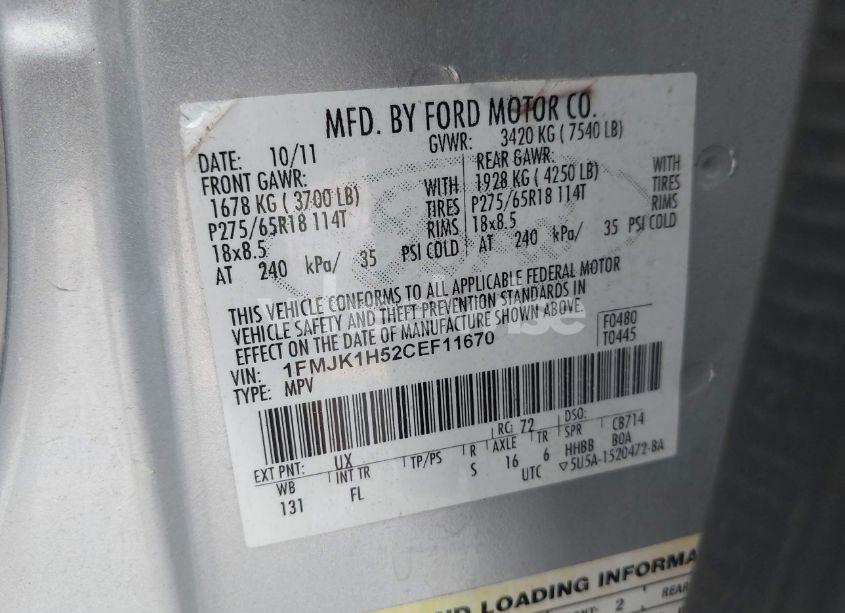 MFD. BY FORD MOTOR CO.
DATE: 10/11 GVWR: 3420 KG ( 7540 LB)
FRONT GAWR: REAR GAWR:
1678 KG ( 3700 LB) WITH 1928 KG ( 4250 LB) WITH
P275/65R18 114T TIRES P275/65R18 114T TIRES
18x8.5 RIMS 18x8.5 RIMS
AT 240 kPa/ 35 PSI COLD AT 240 kPa/ 35 PSI COLD
THIS VEHICLE CONFORMS TO ALL APPLICABLE FEDERAL MOTOR
VEHICLE SAFETY AND THEFT PREVENTION STANDARDS IN
EFFECT ON THE DATE OF MANUFACTURE SHOWN ABOVE.
VIN: 1FMJK1H52CEF11670 F0480
TYPE: MPV T0445
RC: 72 DSO:
EXT PNT: UX CB714
WB INT TR TP/PS R AXLE TR SPR BOA
131 FL S 16 6 HHBB
UTC ▽5U5A-1520472-BA
ND LOADING INFORMA
2 REAR